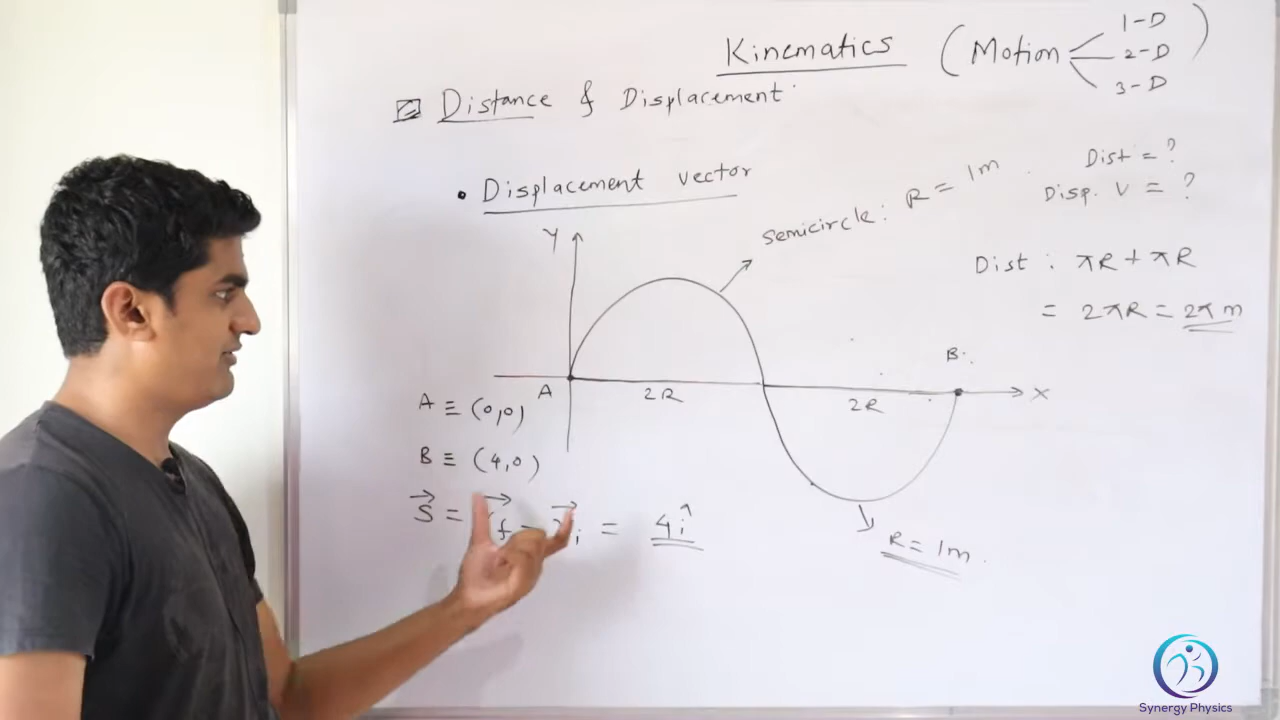 Kinematics (Motion 1-D
2-D
3-D )
Distance & Displacement
• Displacement vector
Y
semicircle: R = 1m
Dist = ?
Disp. V = ?
Dist : πR + πR
= 2πR = 2π m
A
2R
2R
B
X
A ≡ (0,0)
B ≡ (4,0)
S⃗ = f - i = 4î
R = 1m.
Synergy Physics